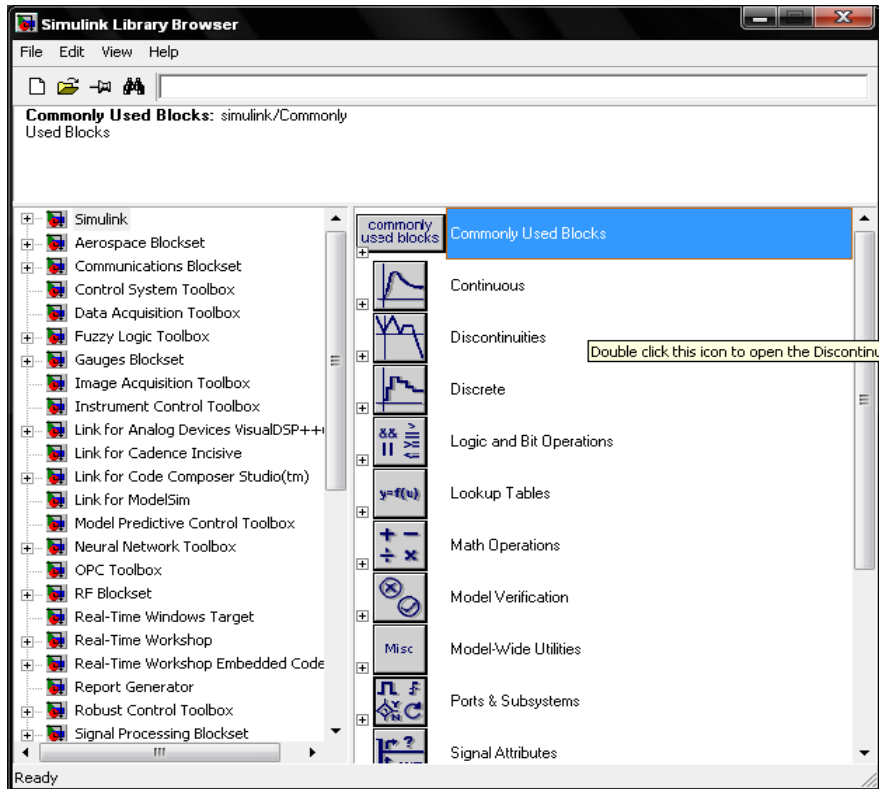 Simulink Library Browser
File Edit View Help
Commonly Used Blocks: simulink/Commonly
Used Blocks
Simulink
Aerospace Blockset
Communications Blockset
Control System Toolbox
Data Acquisition Toolbox
Fuzzy Logic Toolbox
Gauges Blockset
Image Acquisition Toolbox
Instrument Control Toolbox
Link for Analog Devices VisualDSP++
Link for Cadence Incisive
Link for Code Composer Studio(tm)
Link for ModelSim
Model Predictive Control Toolbox
Neural Network Toolbox
OPC Toolbox
RF Blockset
Real-Time Windows Target
Real-Time Workshop
Real-Time Workshop Embedded Code
Report Generator
Robust Control Toolbox
Signal Processing Blockset
commonly
used blocks
Commonly Used Blocks
Continuous
Discontinuities
Double click this icon to open the Discontinu
Discrete
&& > >= || <=
Logic and Bit Operations
y=f(u)
Lookup Tables
+ − ÷ ×
Math Operations
Model Verification
Misc
Model-Wide Utilities
Y N
Ports & Subsystems
?
Signal Attributes
Ready